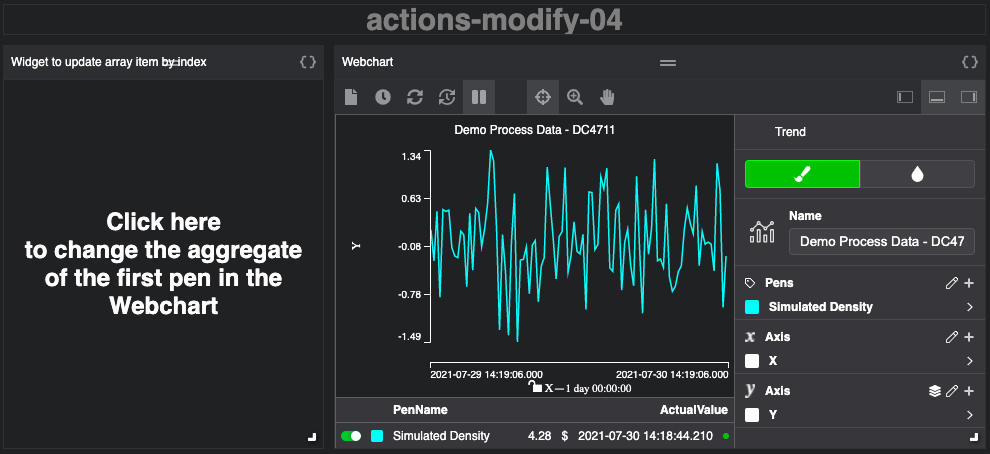 actions-modify-04
Widget to update array item by index
Click here
to change the aggregate
of the first pen in the
Webchart
Webchart
Demo Process Data - DC4711
1.34
0.63
-0.08
-0.78
-1.49
Y
2021-07-29 14:19:06.000 2021-07-30 14:19:06.000
X — 1 day 00:00:00
PenName ActualValue
Simulated Density 4.28 $ 2021-07-30 14:18:44.210
Trend
Name
Demo Process Data - DC47
Pens
Simulated Density
x Axis
X
y Axis
Y